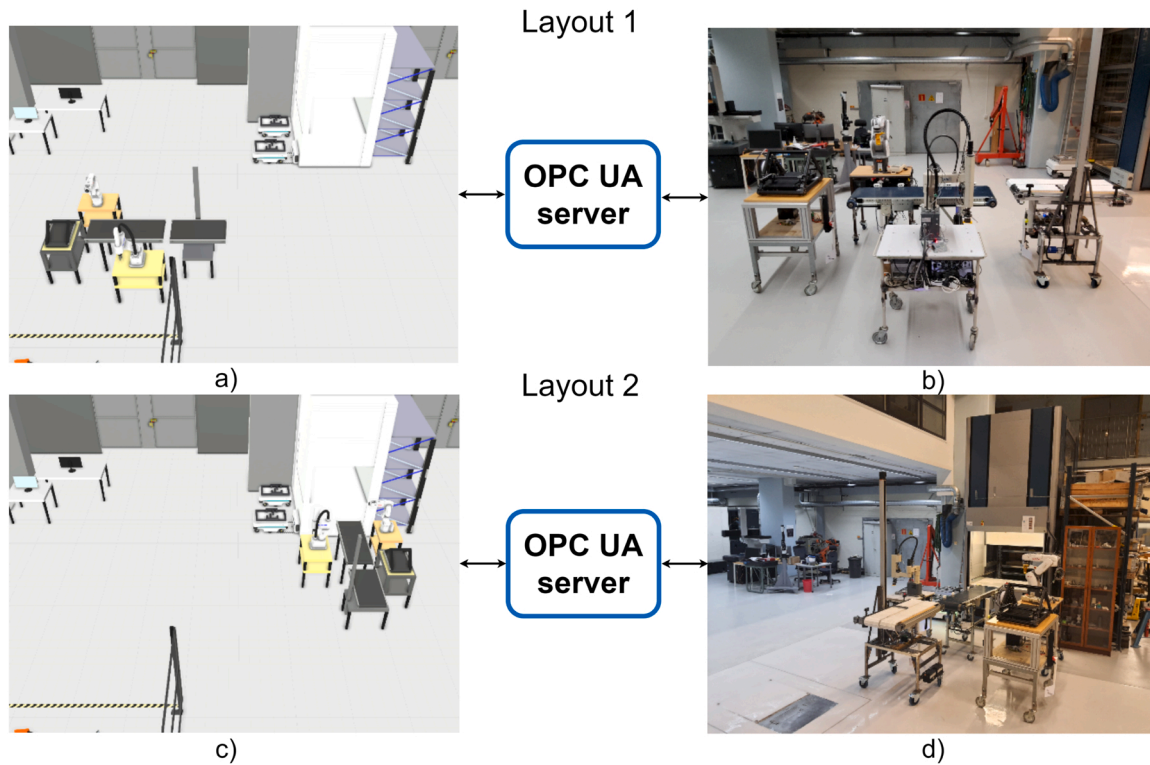 Layout 1
OPC UA
server
a)
b)
Layout 2
OPC UA
server
c)
d)